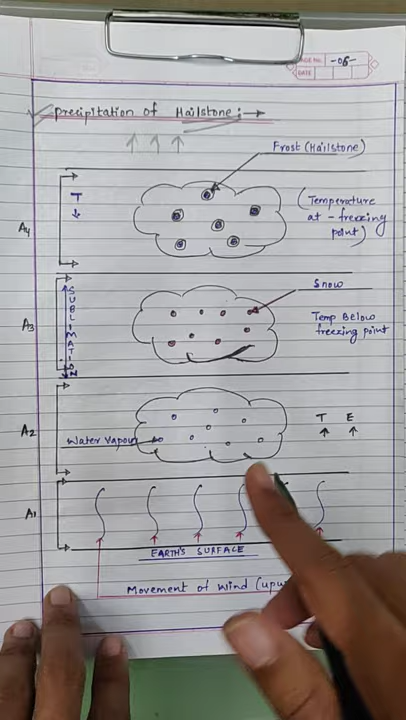 PAGE NO. -06-
DATE
Precipitation of Hailstone :→
Frost (Hailstone)
A4
T ↓
(Temperature
at - freezing
point)
A3
SUBLIMATION
Snow
Temp Below
freezing point
A2
Water Vapour
T E
↑ ↑
A1
EARTH'S SURFACE
Movement of Wind